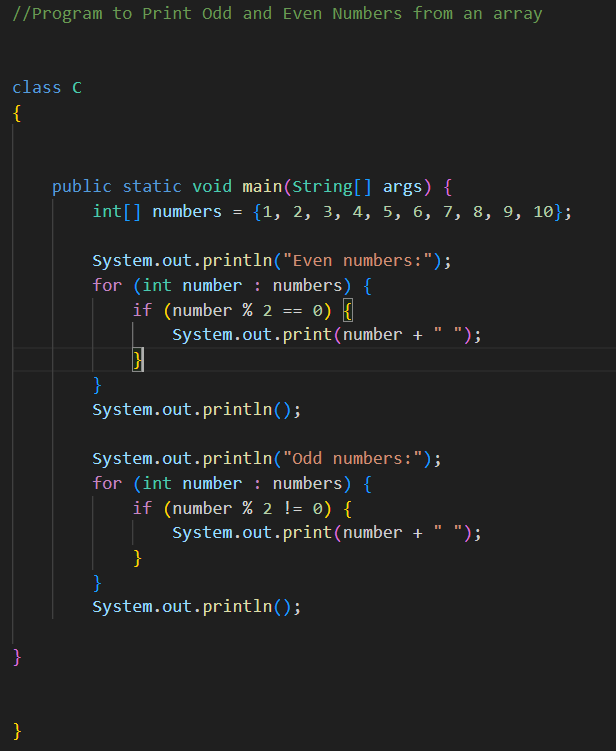 //Program to Print Odd and Even Numbers from an array
class C
{
    public static void main(String[] args) {
        int[] numbers = {1, 2, 3, 4, 5, 6, 7, 8, 9, 10};
        System.out.println("Even numbers:");
        for (int number : numbers) {
            if (number % 2 == 0) {
                System.out.print(number + " ");
            }
        }
        System.out.println();
        System.out.println("Odd numbers:");
        for (int number : numbers) {
            if (number % 2 != 0) {
                System.out.print(number + " ");
            }
        }
        System.out.println();
}
}